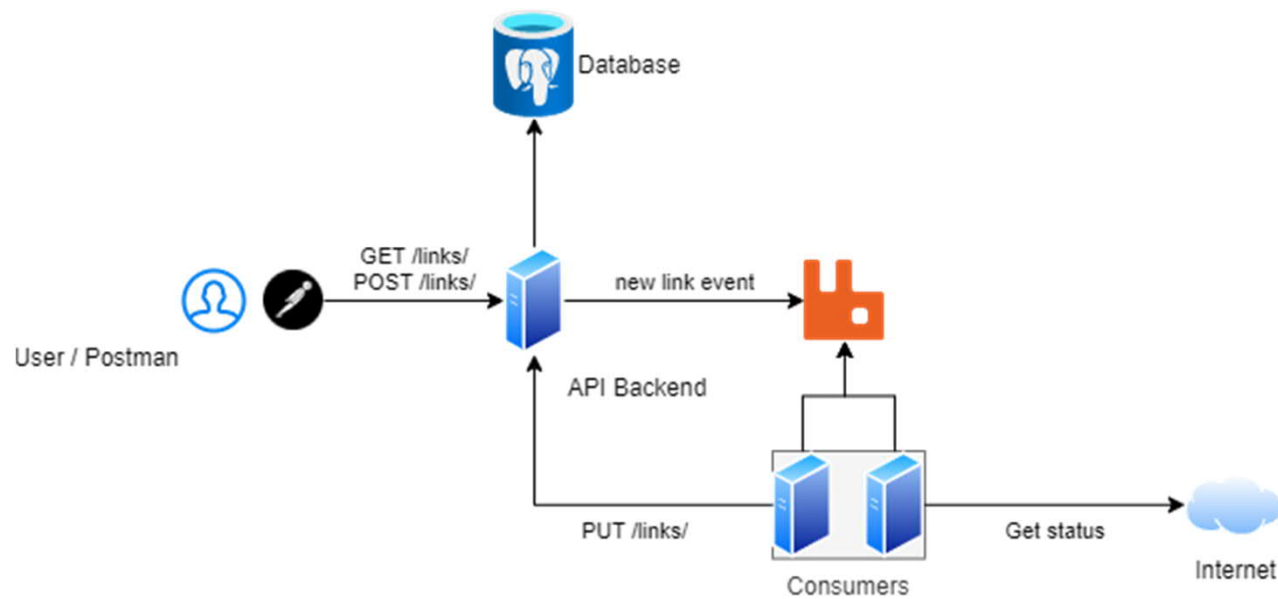 Database
GET /links/
POST /links/
new link event
User / Postman
API Backend
PUT /links/
Get status
Internet
Consumers